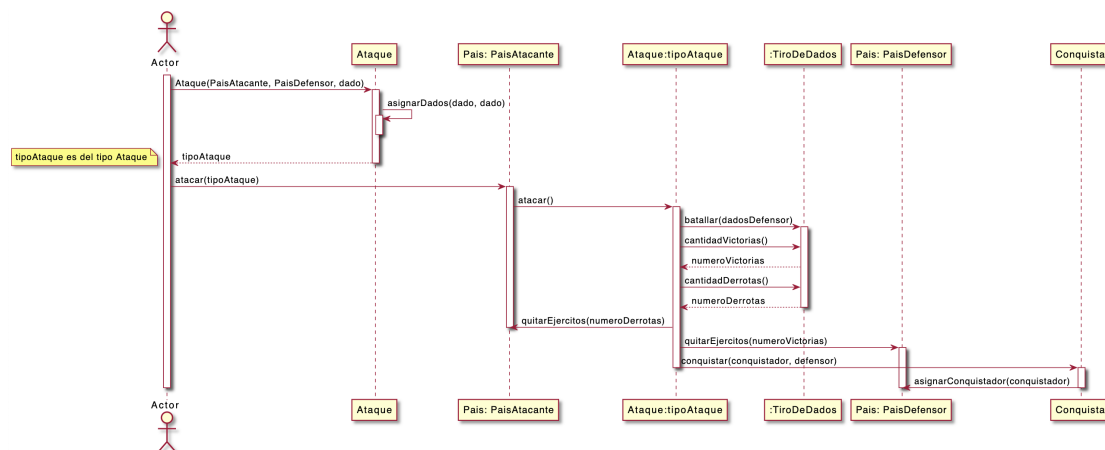 Actor
Ataque
Pais: PaisAtacante
Ataque:tipoAtaque
:TiroDeDados
Pais: PaisDefensor
Conquista
Ataque(PaisAtacante, PaisDefensor, dado)
asignarDados(dado, dado)
tipoAtaque es del tipo Ataque
tipoAtaque
atacar(tipoAtaque)
atacar()
batallar(dadosDefensor)
cantidadVictorias()
numeroVictorias
cantidadDerrotas()
numeroDerrotas
quitarEjercitos(numeroDerrotas)
quitarEjercitos(numeroVictorias)
conquistar(conquistador, defensor)
asignarConquistador(conquistador)
Actor
Ataque
Pais: PaisAtacante
Ataque:tipoAtaque
:TiroDeDados
Pais: PaisDefensor
Conquista